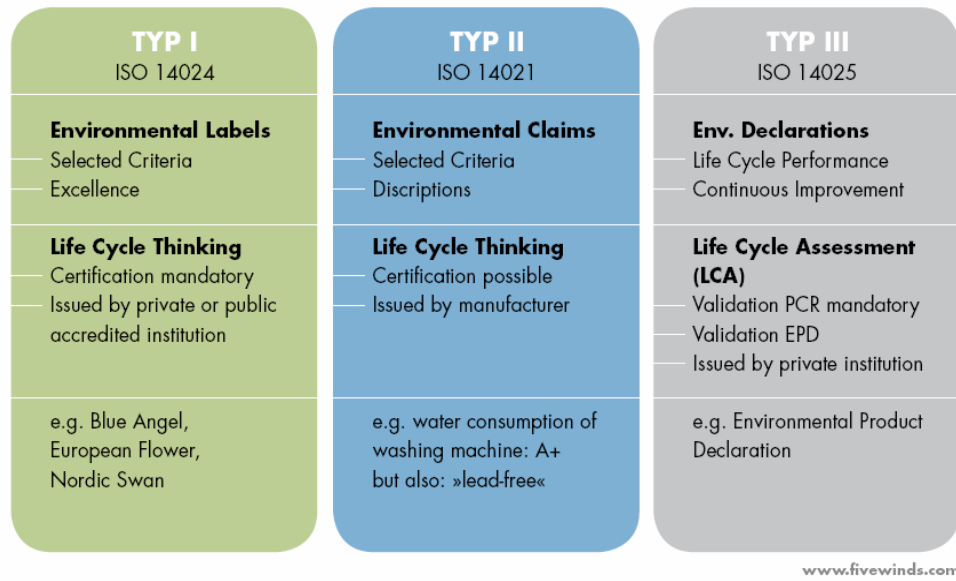 TYP I
ISO 14024
Environmental Labels
Selected Criteria
Excellence
Life Cycle Thinking
Certification mandatory
Issued by private or public
accredited institution
e.g. Blue Angel,
European Flower,
Nordic Swan
TYP II
ISO 14021
Environmental Claims
Selected Criteria
Discriptions
Life Cycle Thinking
Certification possible
Issued by manufacturer
e.g. water consumption of
washing machine: A+
but also: »lead-free«
TYP III
ISO 14025
Env. Declarations
Life Cycle Performance
Continuous Improvement
Life Cycle Assessment
(LCA)
Validation PCR mandatory
Validation EPD
Issued by private institution
e.g. Environmental Product
Declaration
www.fivewinds.com